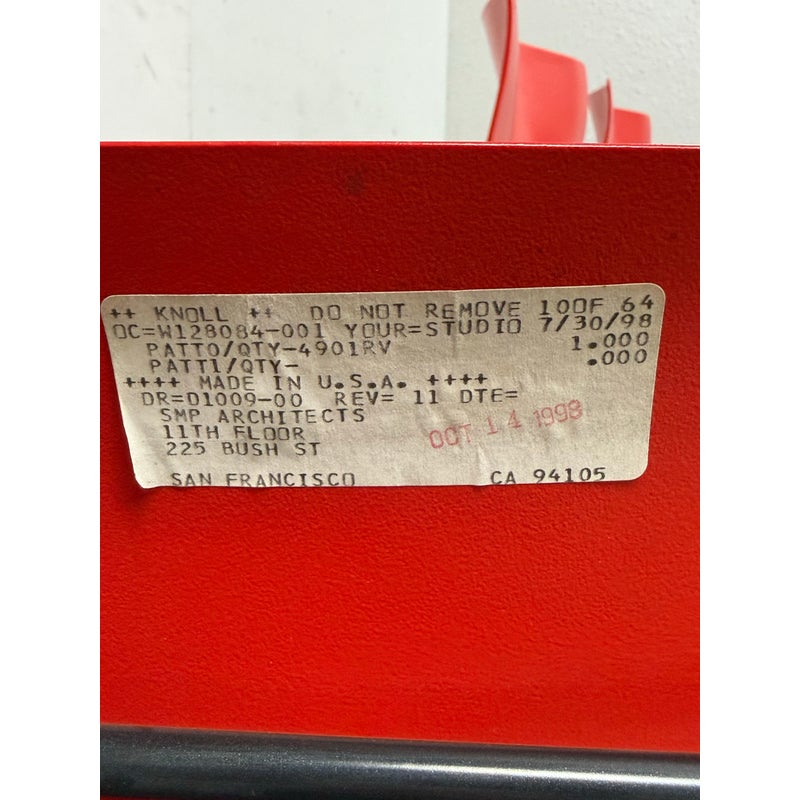 ++ KNOLL ++ DO NOT REMOVE 10OF 64
OC=W128084-001 YOUR=STUDIO 7/30/98
PATT0/QTY-4901RV 1.000
PATT1/QTY- .000
++++ MADE IN U.S.A. ++++
DR=D1009-00 REV= 11 DTE=
SMP ARCHITECTS
11TH FLOOR
225 BUSH ST
OCT 14 1998
SAN FRANCISCO CA 94105